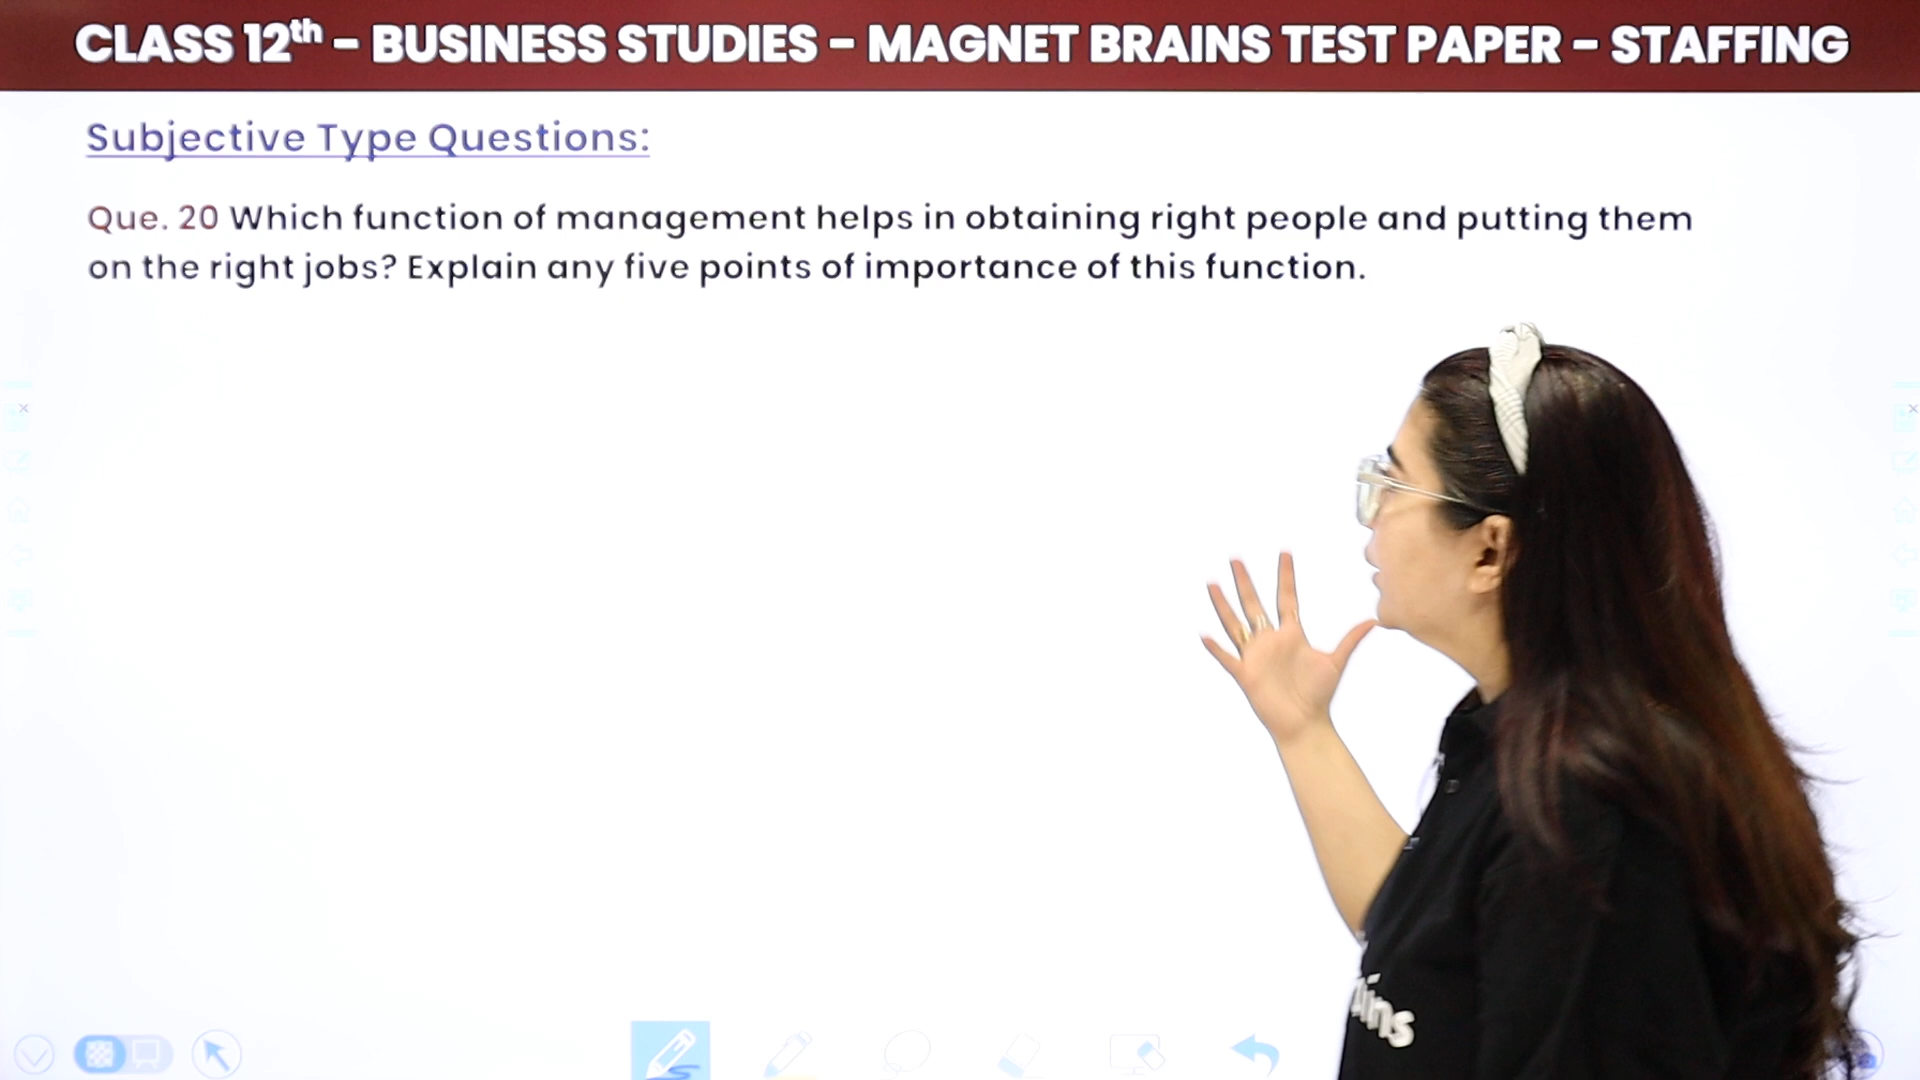 CLASS 12th - BUSINESS STUDIES - MAGNET BRAINS TEST PAPER - STAFFING
Subjective Type Questions:
Que. 20 Which function of management helps in obtaining right people and putting them
on the right jobs? Explain any five points of importance of this function.